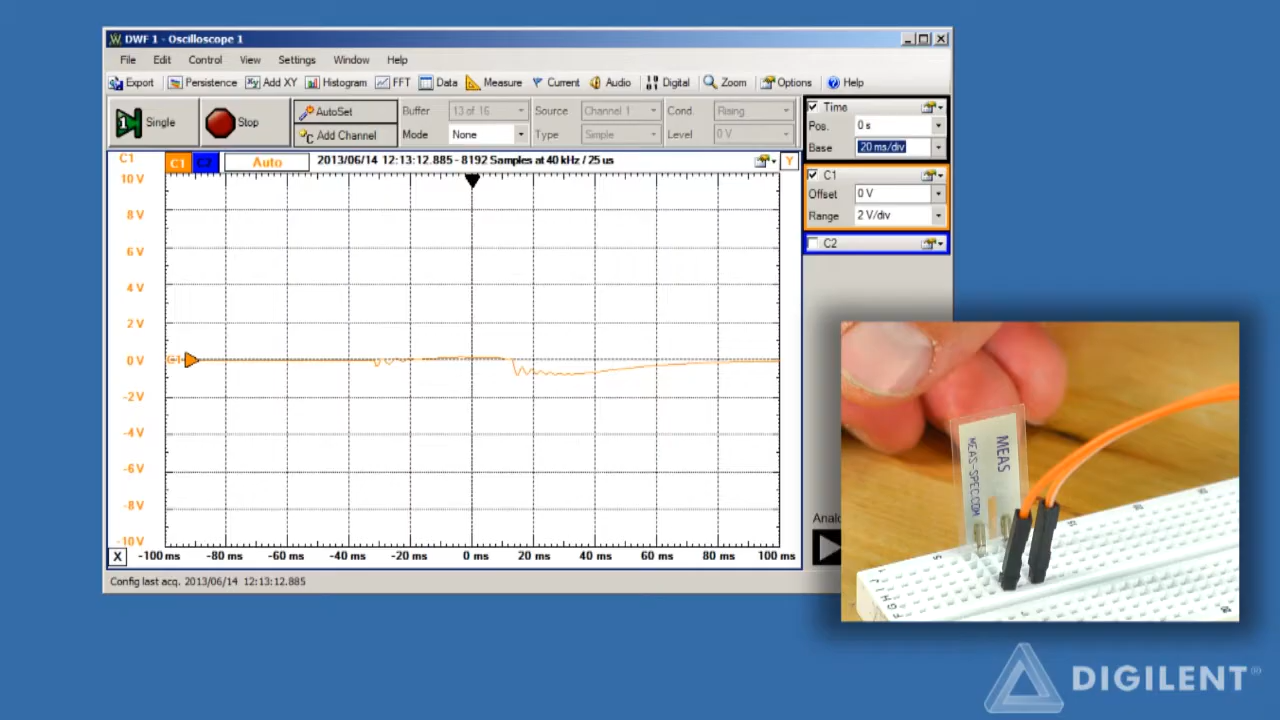 DWF 1 - Oscilloscope 1
File Edit Control View Settings Window Help
Export Persistence Add XY Histogram FFT Data Measure Current Audio Digital Zoom Options Help
Single Stop AutoSet Buffer 13 of 16 Source Channel 1 Cond. Rising
Add Channel Mode None Type Simple Level 0 V
Time
Pos. 0 s
Base 20 ms/div
C1 C1 C2 Auto 2013/06/14 12:13:12.885 - 8192 Samples at 40 kHz / 25 us Y
C1
Offset 0 V
Range 2 V/div
C2
10 V
8 V
6 V
4 V
2 V
0 V C1
-2 V
-4 V
-6 V
-8 V
-10 V
X -100 ms -80 ms -60 ms -40 ms -20 ms 0 ms 20 ms 40 ms 60 ms 80 ms 100 ms
Config last acq. 2013/06/14 12:13:12.885
MEAS
MEAS-SPEC.COM
DIGILENT®